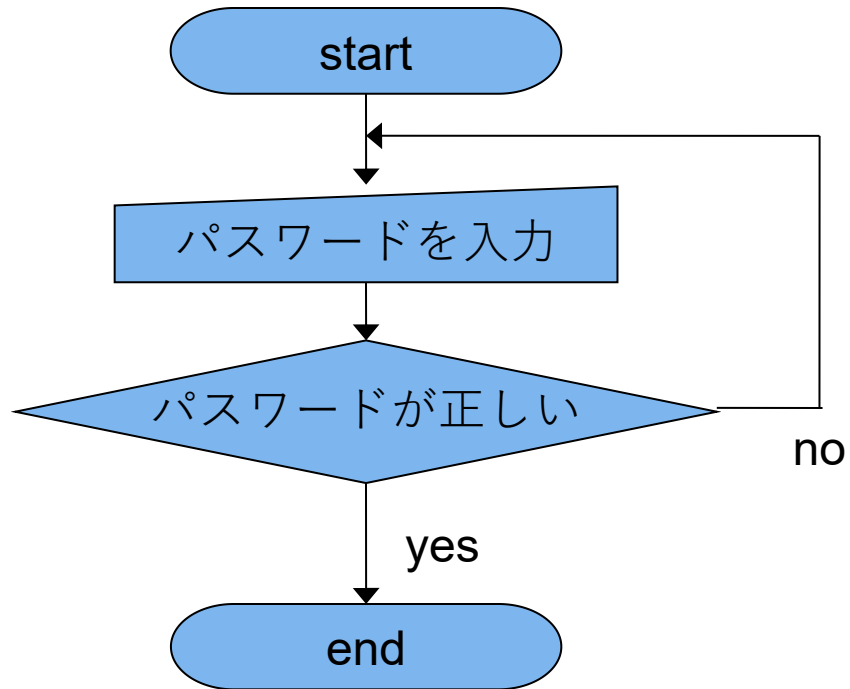 start
パスワードを入力
パスワードが正しい
no
yes
end